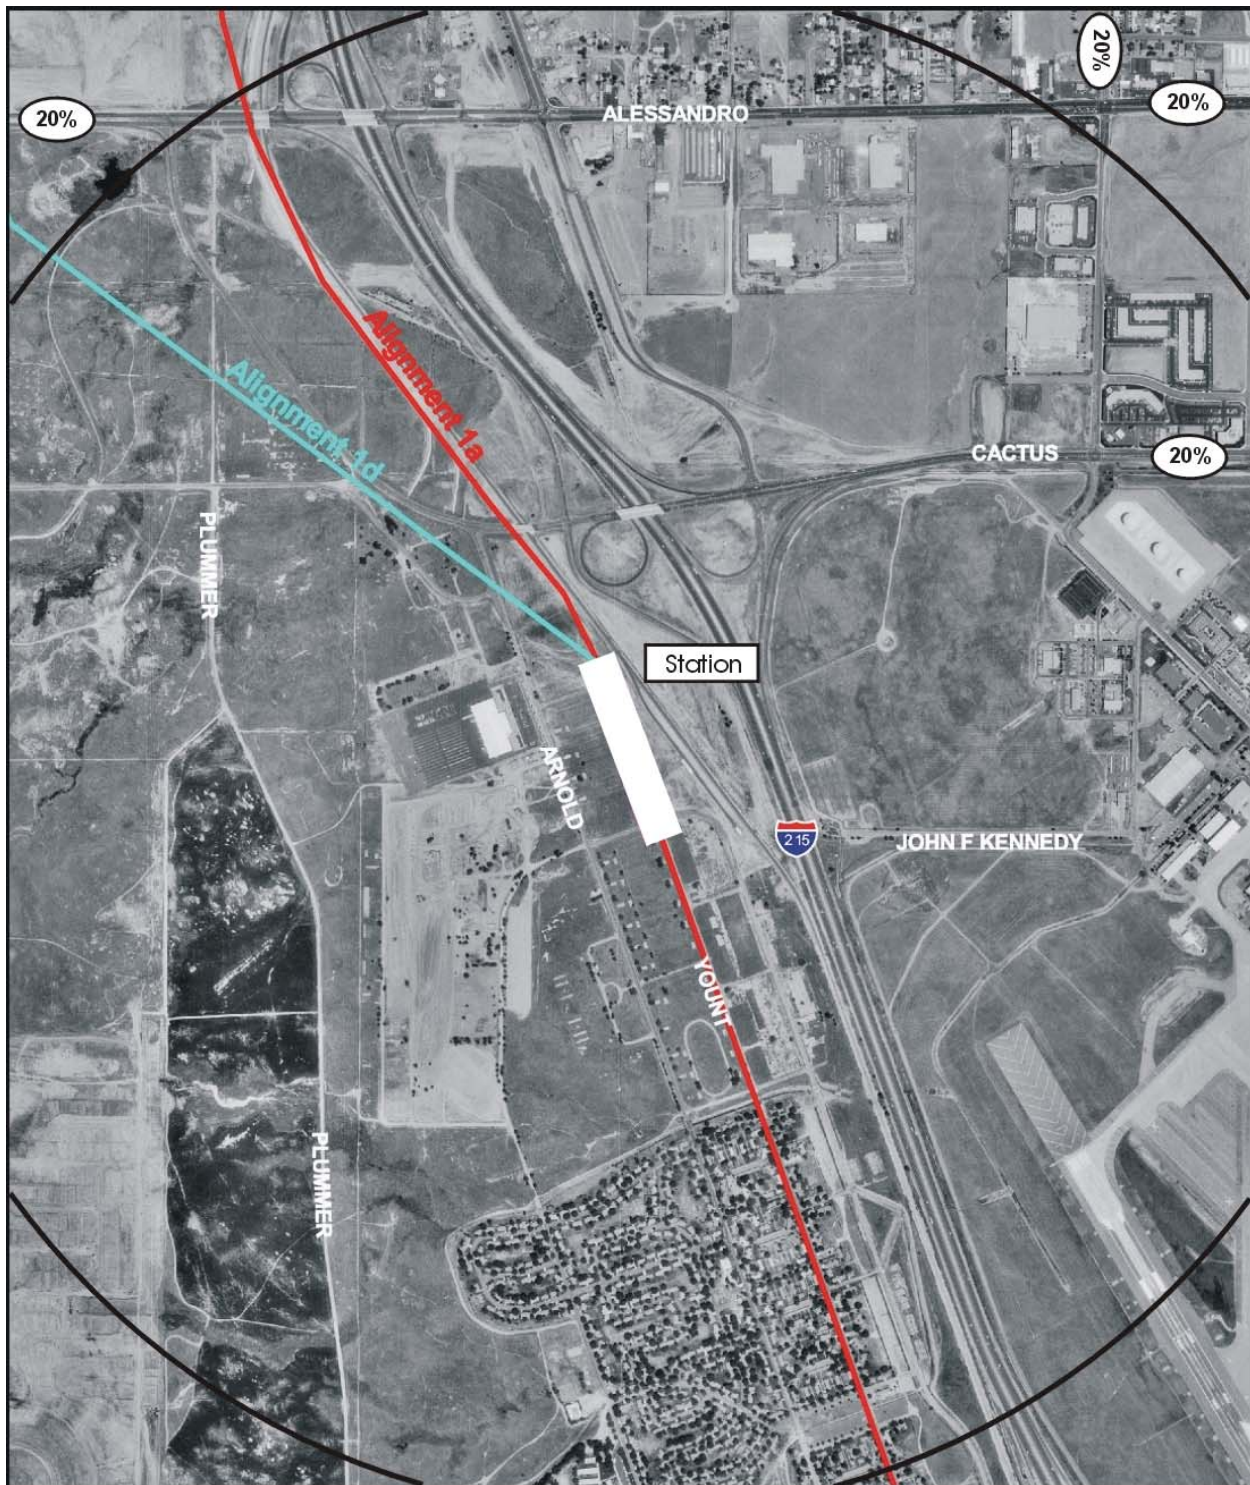 20%
20%
20%
ALESSANDRO
Alignment 1a
Alignment 1d
CACTUS
20%
PLUMMER
Station
ARNOLD
215
JOHN F KENNEDY
YOUNT
PLUMMER